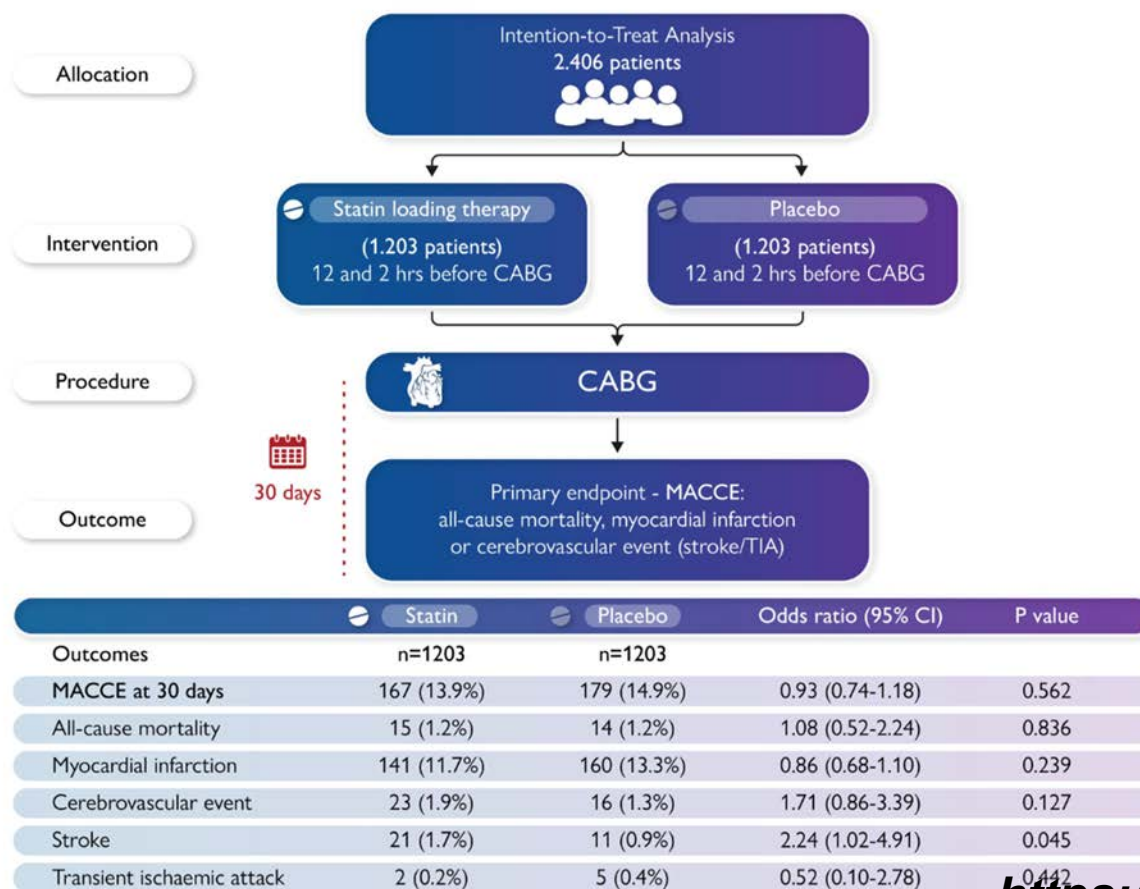 Allocation
Intention-to-Treat Analysis
2.406 patients
Intervention
Statin loading therapy
(1.203 patients)
12 and 2 hrs before CABG
Placebo
(1.203 patients)
12 and 2 hrs before CABG
Procedure
CABG
30 days
Outcome
Primary endpoint - MACCE:
all-cause mortality, myocardial infarction
or cerebrovascular event (stroke/TIA)
Statin Placebo Odds ratio (95% CI) P value
Outcomes n=1203 n=1203
MACCE at 30 days 167 (13.9%) 179 (14.9%) 0.93 (0.74-1.18) 0.562
All-cause mortality 15 (1.2%) 14 (1.2%) 1.08 (0.52-2.24) 0.836
Myocardial infarction 141 (11.7%) 160 (13.3%) 0.86 (0.68-1.10) 0.239
Cerebrovascular event 23 (1.9%) 16 (1.3%) 1.71 (0.86-3.39) 0.127
Stroke 21 (1.7%) 11 (0.9%) 2.24 (1.02-4.91) 0.045
Transient ischaemic attack 2 (0.2%) 5 (0.4%) 0.52 (0.10-2.78) 0.442